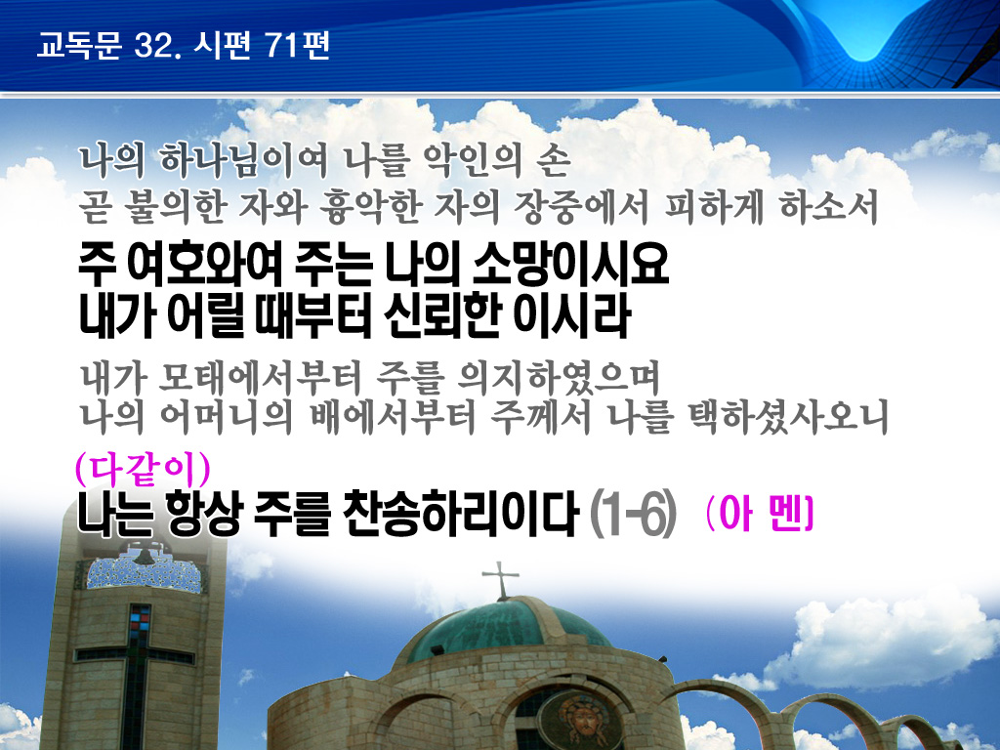 교독문 32. 시편 71편
나의 하나님이여 나를 악인의 손
곧 불의한 자와 흉악한 자의 장중에서 피하게 하소서
주 여호와여 주는 나의 소망이시요
내가 어릴 때부터 신뢰한 이시라
내가 모태에서부터 주를 의지하였으며
나의 어머니의 배에서부터 주께서 나를 택하셨사오니
(다같이)
나는 항상 주를 찬송하리이다 (1-6) (아 멘)